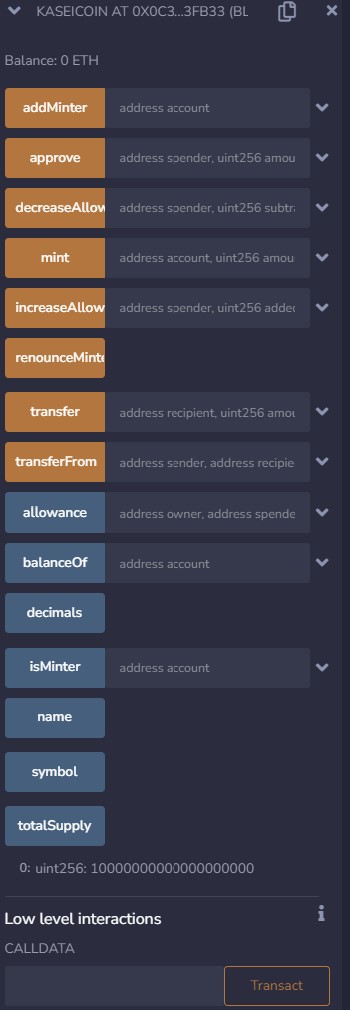 KASEICOIN AT 0X0C3...3FB33 (BL
Balance: 0 ETH
addMinter address account
approve address spender, uint256 amou
decreaseAllow address spender, uint256 subtra
mint address account, uint256 amou
increaseAllow address spender, uint256 added
renounceMinte
transfer address recipient, uint256 amou
transferFrom address sender, address recipie
allowance address owner, address spende
balanceOf address account
decimals
isMinter address account
name
symbol
totalSupply
0: uint256: 10000000000000000000
Low level interactions
CALLDATA
Transact